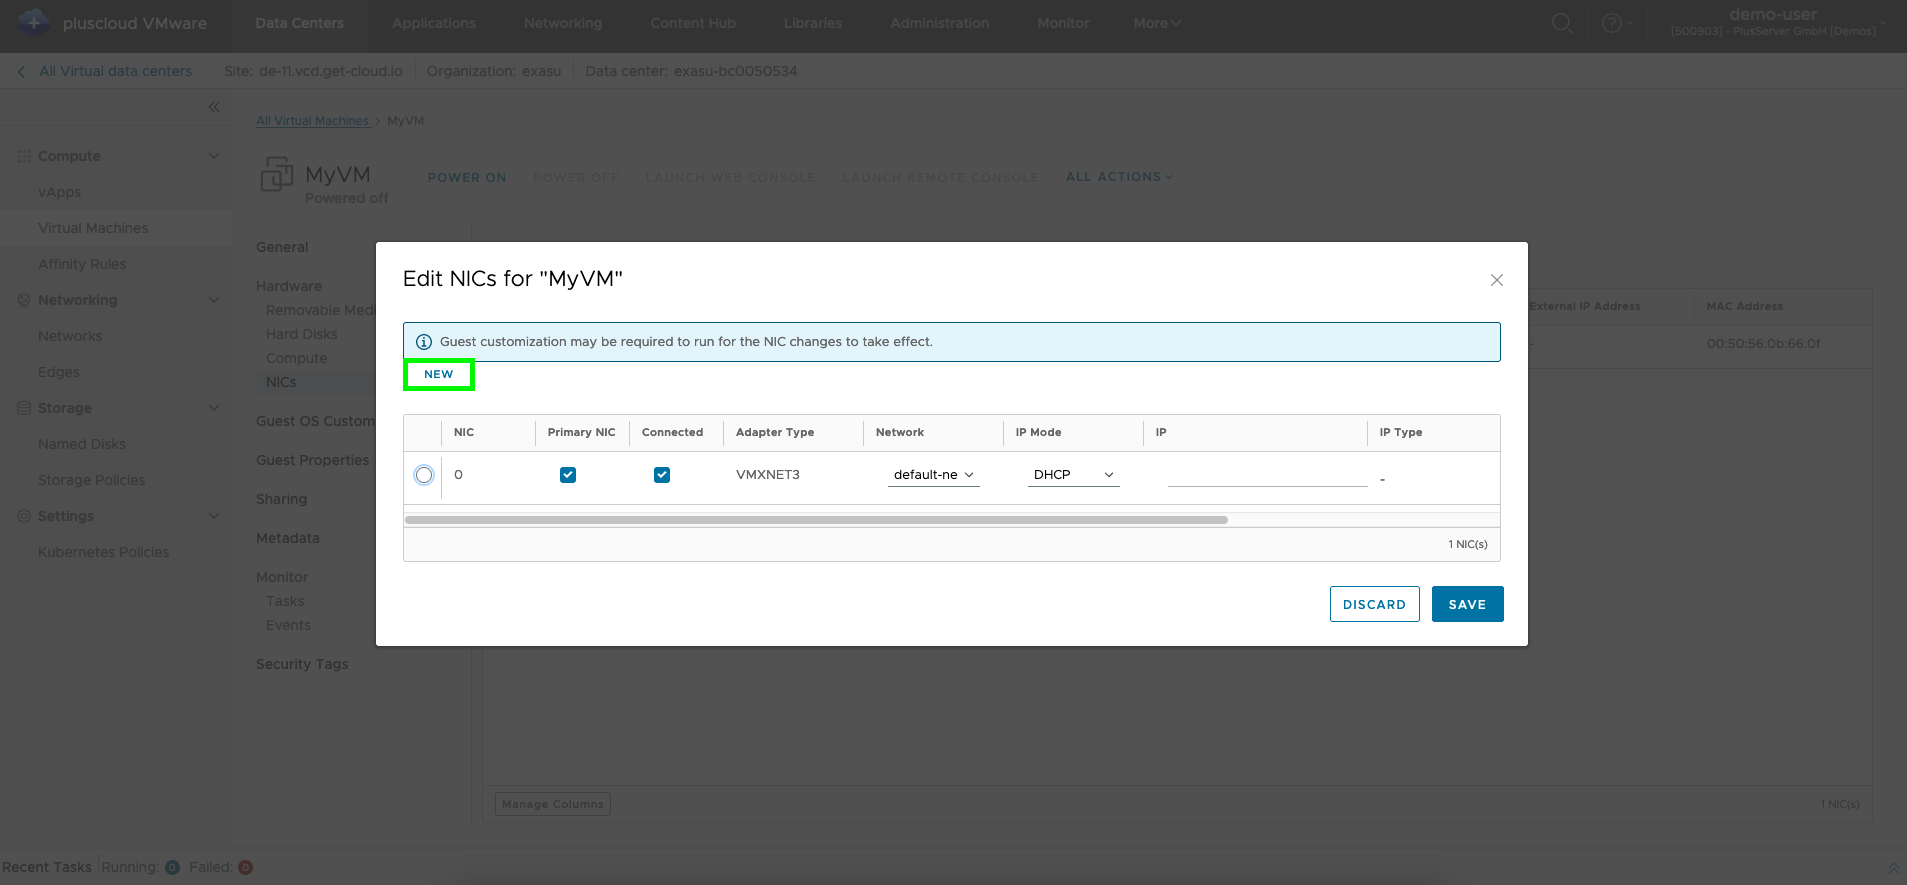 pluscloud VMware
Data Centers
Applications
Networking
Content Hub
Libraries
Administration
Monitor
More
demo-user
[500903] - PlusServer GmbH [Demos]
All Virtual data centers
Site: de-11.vcd.get-cloud.io
Organization: exasu
Data center: exasu-bc0050534
All Virtual Machines > MyVM
Compute
vApps
Virtual Machines
Affinity Rules
Networking
Networks
Edges
Storage
Named Disks
Storage Policies
Settings
Kubernetes Policies
MyVM
Powered off
POWER ON
POWER OFF
LAUNCH WEB CONSOLE
LAUNCH REMOTE CONSOLE
ALL ACTIONS
General
Hardware
Removable Medi
Hard Disks
Compute
NICs
Guest OS Custom
Guest Properties
Sharing
Metadata
Monitor
Tasks
Events
Security Tags
Edit NICs for "MyVM"
Guest customization may be required to run for the NIC changes to take effect.
NEW
NIC Primary NIC Connected Adapter Type Network IP Mode IP IP Type
0 VMXNET3 default-ne DHCP -
1 NIC(s)
DISCARD
SAVE
External IP Address MAC Address
- 00:50:56:0b:66:0f
Manage Columns
1 NIC(s)
Recent Tasks Running: 0 Failed: 0